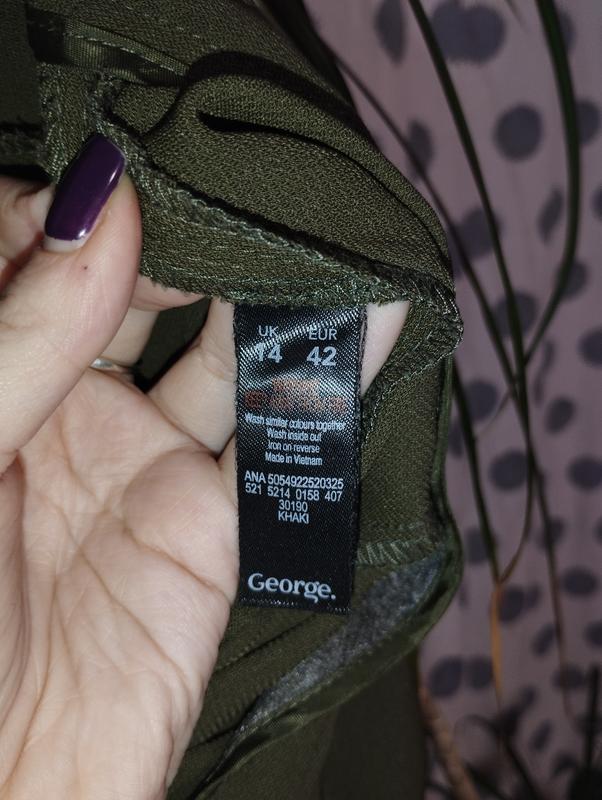 UK EUR
14 42
Wash similar colours together
Wash inside out
Iron on reverse
Made in Vietnam
ANA 5054922520325
521 5214 0158 407
30190
KHAKI
George.